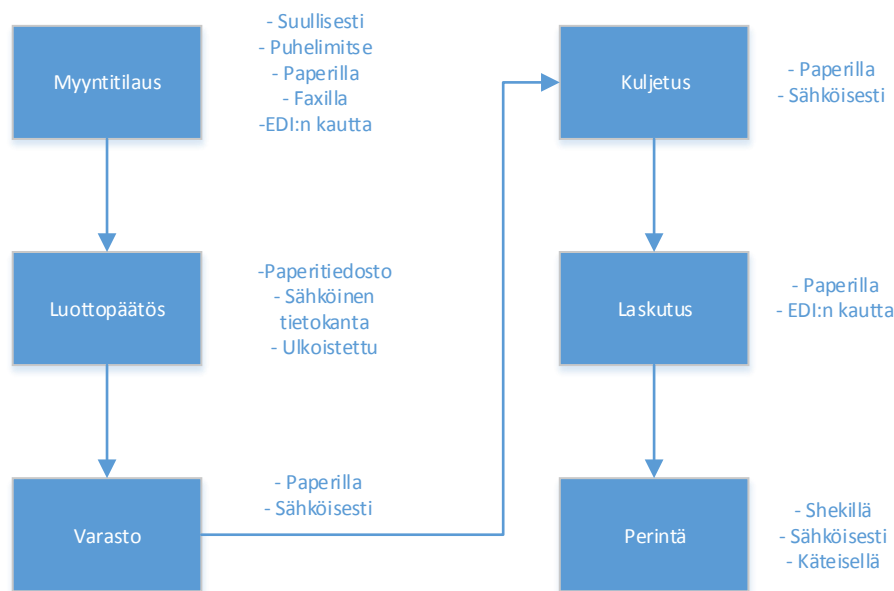 Myyntitilaus
- Suullisesti
- Puhelimitse
- Paperilla
- Faxilla
-EDI:n kautta
Luottopäätös
-Paperitiedosto
- Sähköinen
tietokanta
- Ulkoistettu
Varasto
- Paperilla
- Sähköisesti
Kuljetus
- Paperilla
- Sähköisesti
Laskutus
- Paperilla
- EDI:n kautta
Perintä
- Shekillä
- Sähköisesti
- Käteisellä